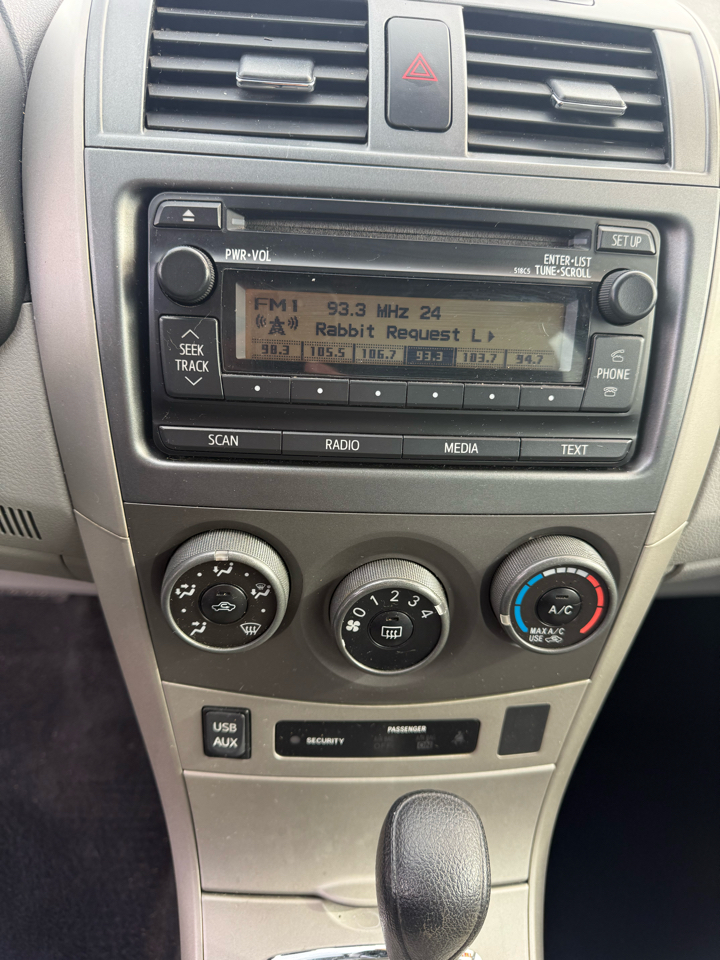 SET UP
PWR•VOL
ENTER•LIST
518C5 TUNE•SCROLL
FM1 93.3 MHz 24
Rabbit Request L
98.3 105.5 106.7 93.3 103.7 94.7
SEEK
TRACK
PHONE
SCAN RADIO MEDIA TEXT
0 1 2 3 4
A/C
MAX A/C
USE
USB
AUX
SECURITY
PASSENGER